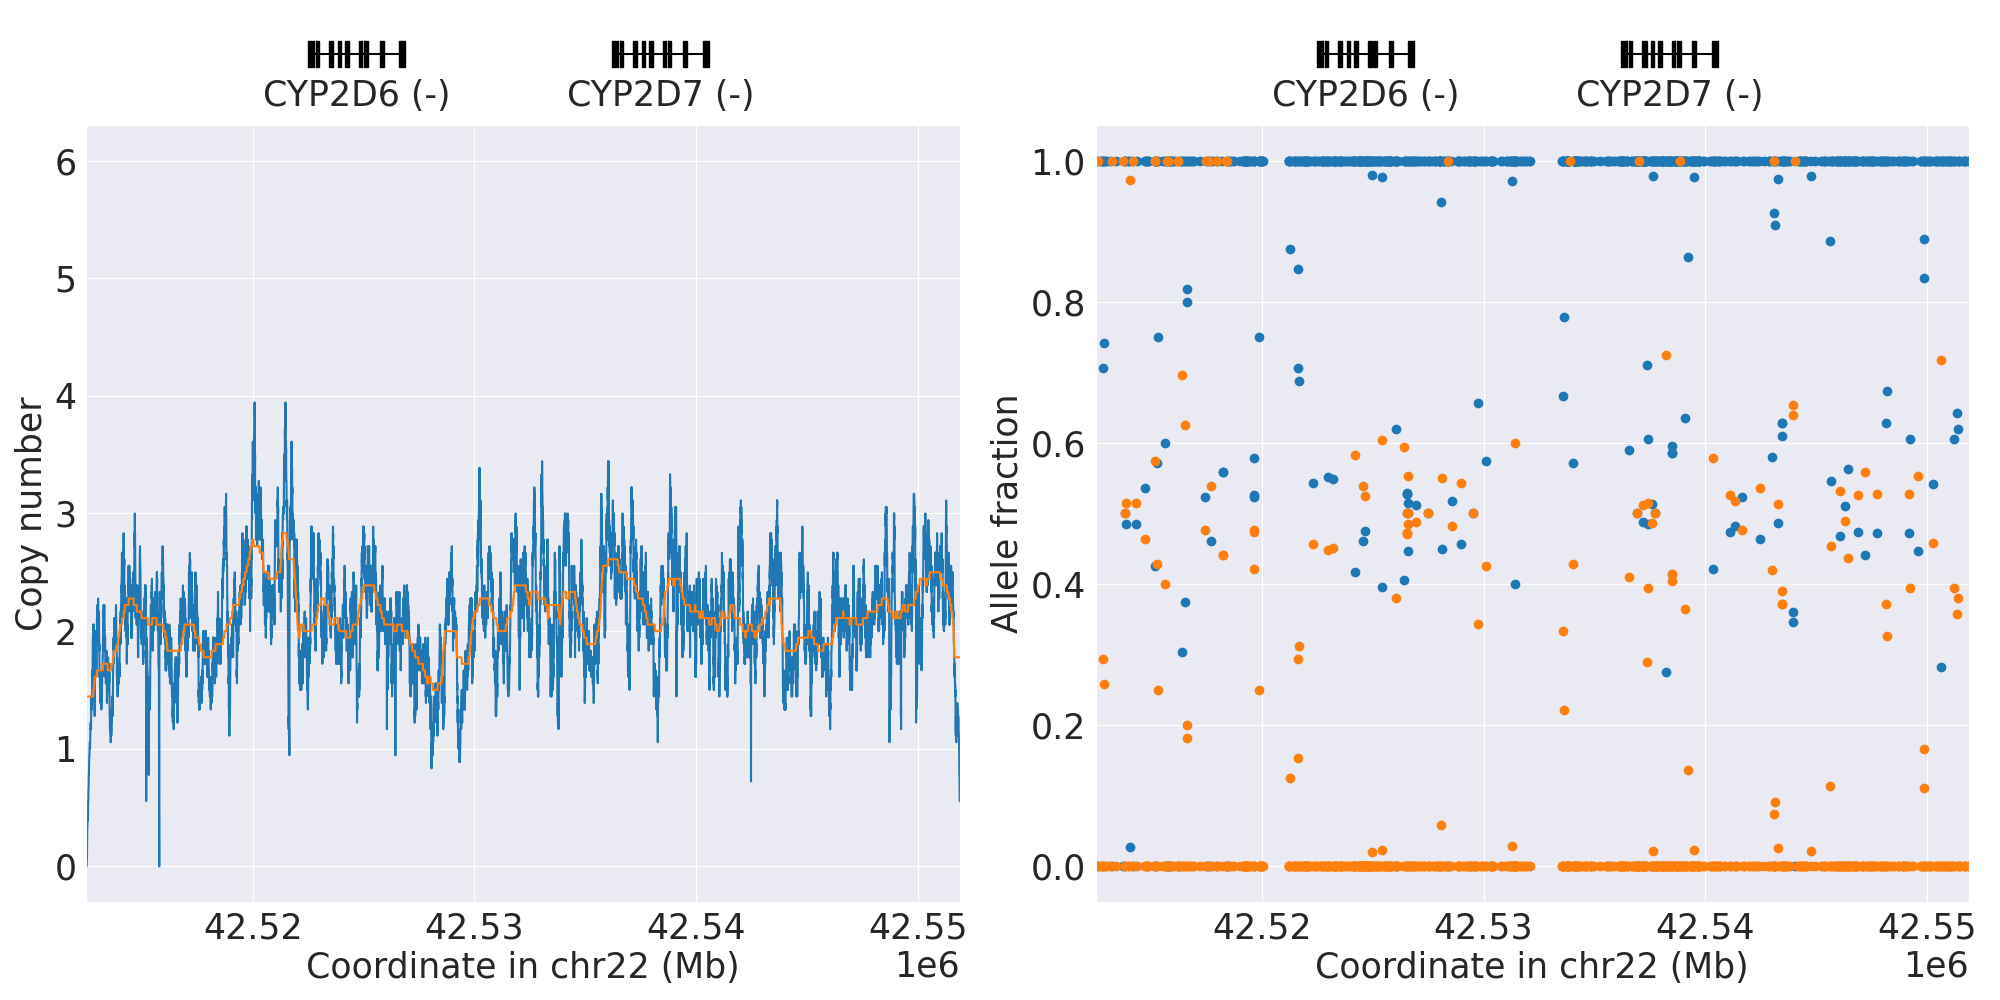 CYP2D6 (-)
CYP2D7 (-)
CYP2D6 (-)
CYP2D7 (-)
6
5
4
3
2
1
0
Copy number
42.52
42.53
42.54
42.55
Coordinate in chr22 (Mb)
1e6
1.0
0.8
0.6
0.4
0.2
0.0
Allele fraction
42.52
42.53
42.54
42.55
Coordinate in chr22 (Mb)
1e6